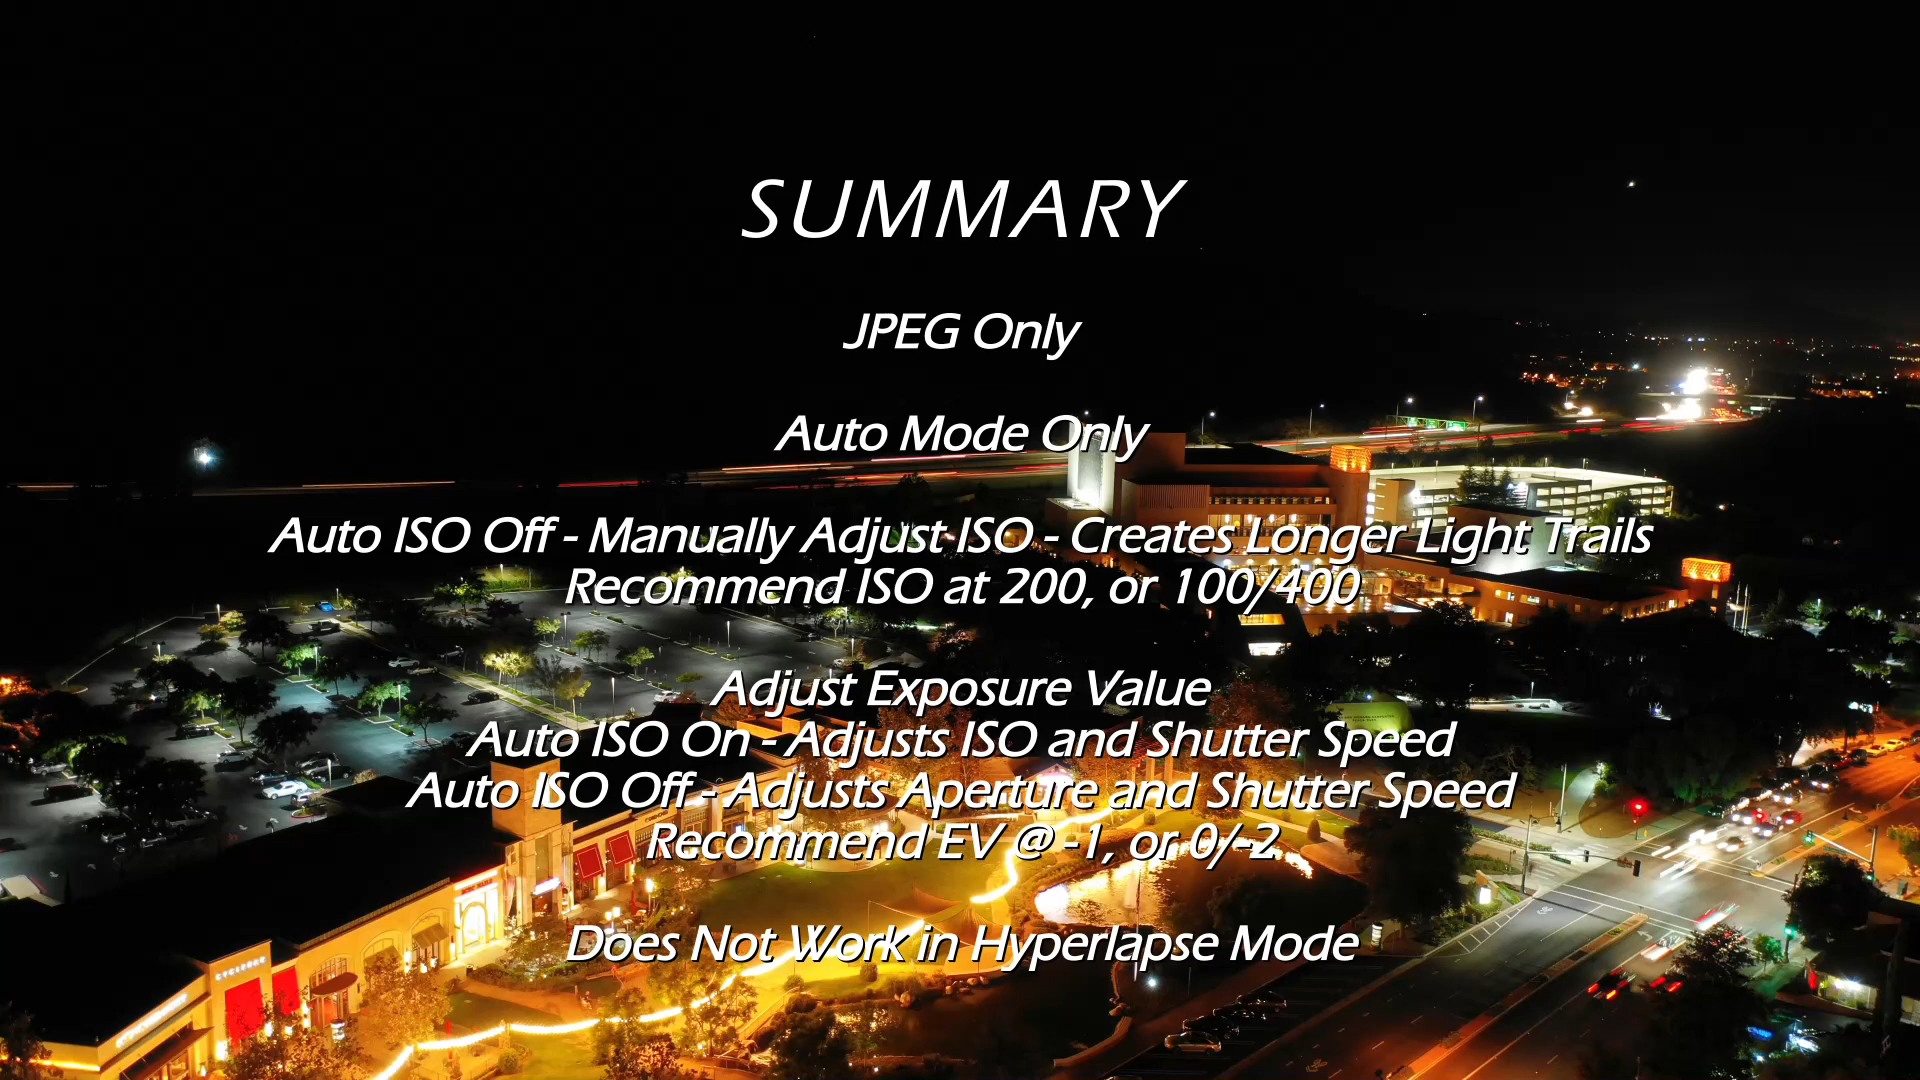 SUMMARY
JPEG Only
Auto Mode Only
Auto ISO Off - Manually Adjust ISO - Creates Longer Light Trails
Recommend ISO at 200, or 100/400
Adjust Exposure Value
Auto ISO On - Adjusts ISO and Shutter Speed
Auto ISO Off - Adjusts Aperture and Shutter Speed
Recommend EV @ -1, or 0/-2
Does Not Work in Hyperlapse Mode